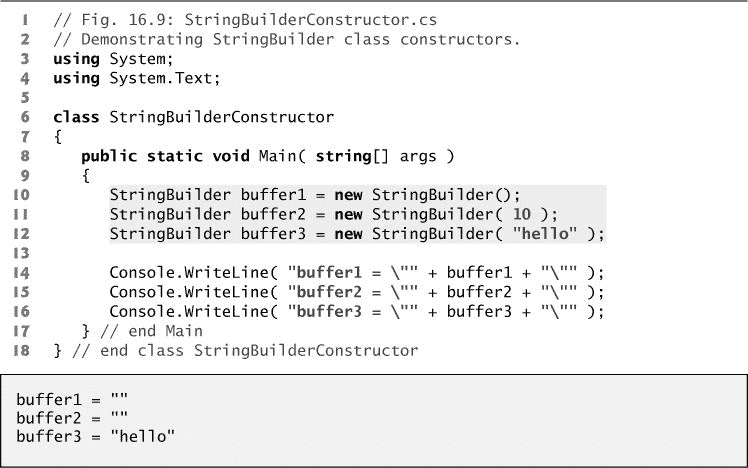 1 // Fig. 16.9: StringBuilderConstructor.cs
2 // Demonstrating StringBuilder class constructors.
3 using System;
4 using System.Text;
5
6 class StringBuilderConstructor
7 {
8    public static void Main( string[] args )
9    {
10       StringBuilder buffer1 = new StringBuilder();
11       StringBuilder buffer2 = new StringBuilder( 10 );
12       StringBuilder buffer3 = new StringBuilder( "hello" );
13
14       Console.WriteLine( "buffer1 = \"" + buffer1 + "\"" );
15       Console.WriteLine( "buffer2 = \"" + buffer2 + "\"" );
16       Console.WriteLine( "buffer3 = \"" + buffer3 + "\"" );
17    } // end Main
18 } // end class StringBuilderConstructor
buffer1 = ""
buffer2 = ""
buffer3 = "hello"